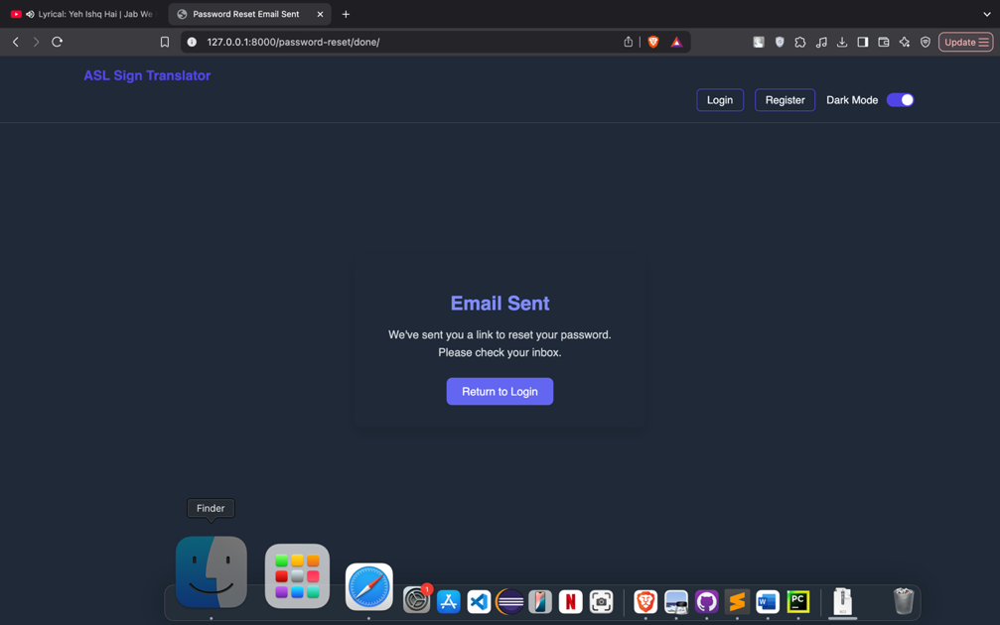 Lyrical: Yeh Ishq Hai | Jab We
Password Reset Email Sent
127.0.0.1:8000/password-reset/done/
Update
ASL Sign Translator
Login
Register
Dark Mode
Email Sent
We've sent you a link to reset your password.
Please check your inbox.
Return to Login
Finder
1
N
W
PC